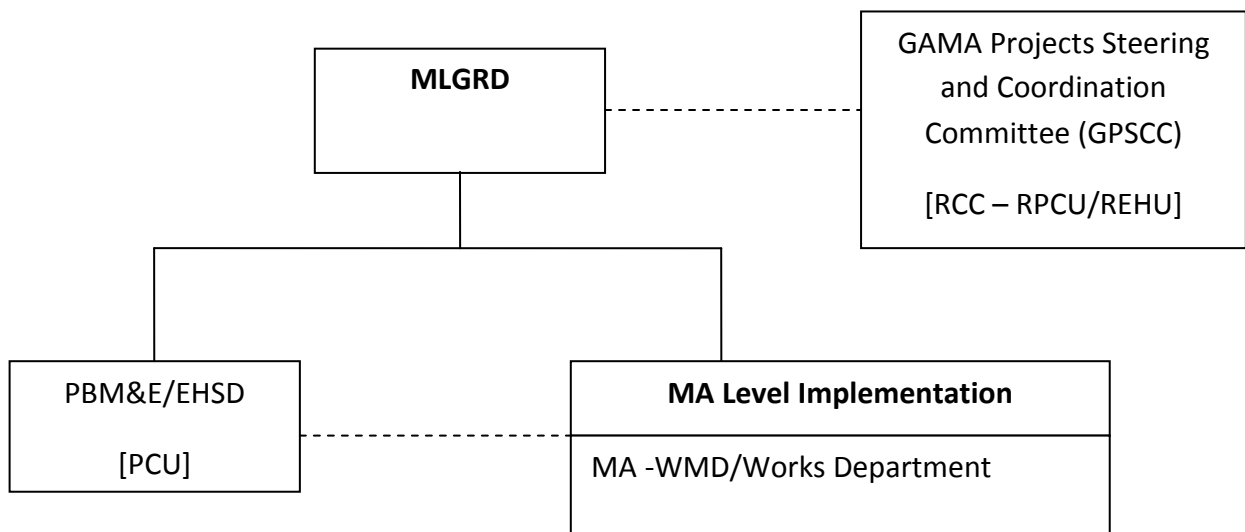 MLGRD
GAMA Projects Steering
and Coordination
Committee (GPSCC)
[RCC – RPCU/REHU]
PBM&E/EHSD
[PCU]
MA Level Implementation
MA -WMD/Works Department